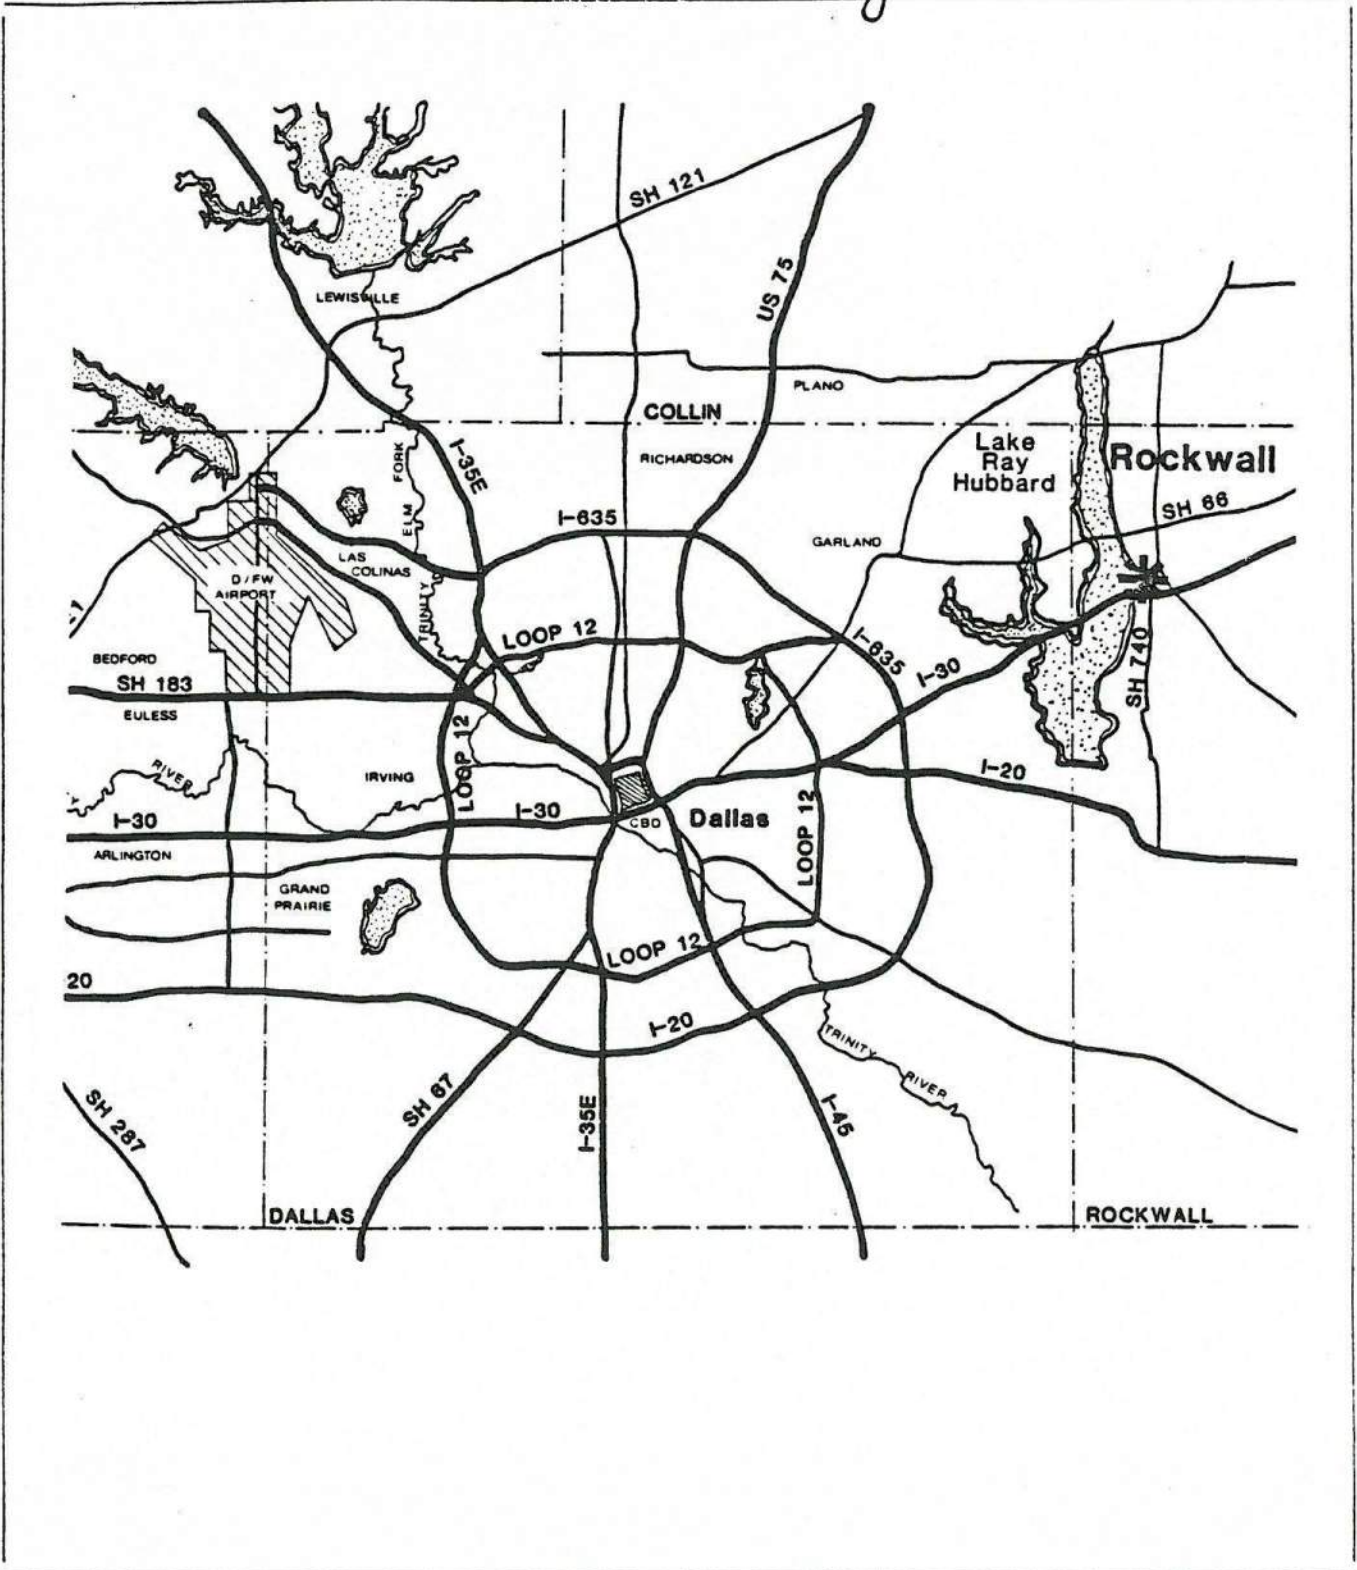 SH 121
US 75
LEWISVILLE
PLANO
COLLIN
I-35E
FORK
RICHARDSON
Lake
Ray
Hubbard
Rockwall
SH 66
ELM
I-635
GARLAND
LAS
COLINAS
D/FW
AIRPORT
TRINITY
LOOP 12
I-635
I-30
SH 740
BEDFORD
SH 183
EULESS
LOOP 12
RIVER
IRVING
I-20
I-30
I-30
CBD
Dallas
LOOP 12
ARLINGTON
GRAND
PRAIRIE
LOOP 12
20
I-20
TRINITY
RIVER
SH 67
I-35E
I-45
SH 287
DALLAS
ROCKWALL